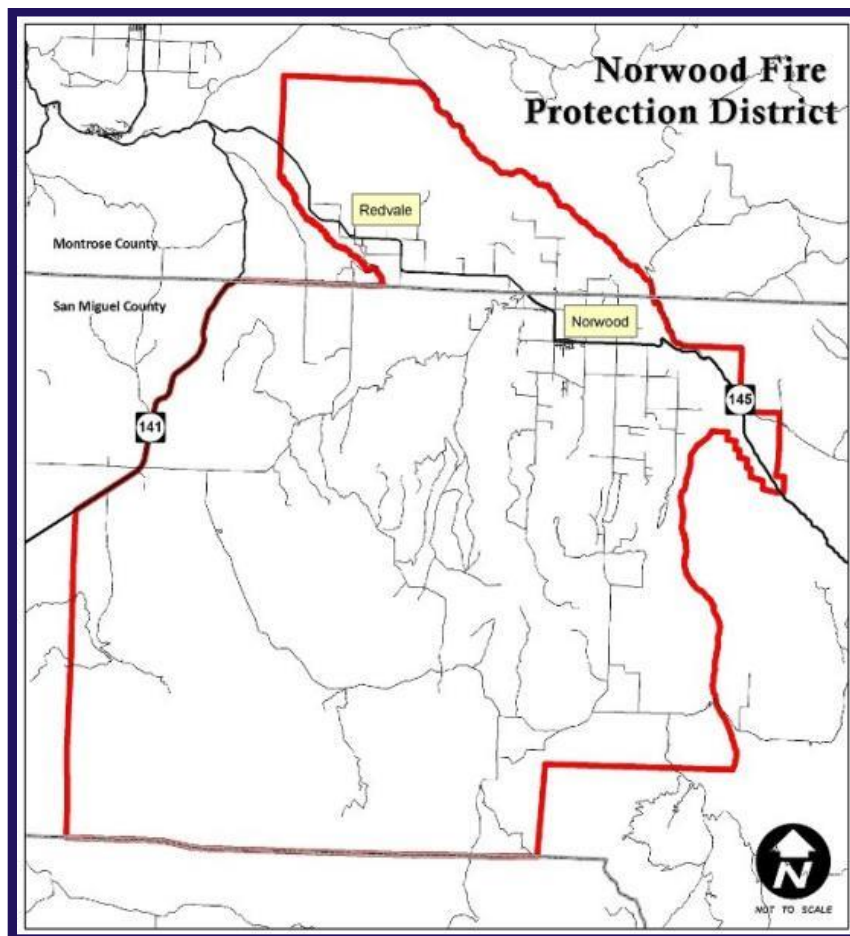 Norwood Fire
Protection District
Redvale
Montrose County
San Miguel County
Norwood
145
141
N
NOT TO SCALE